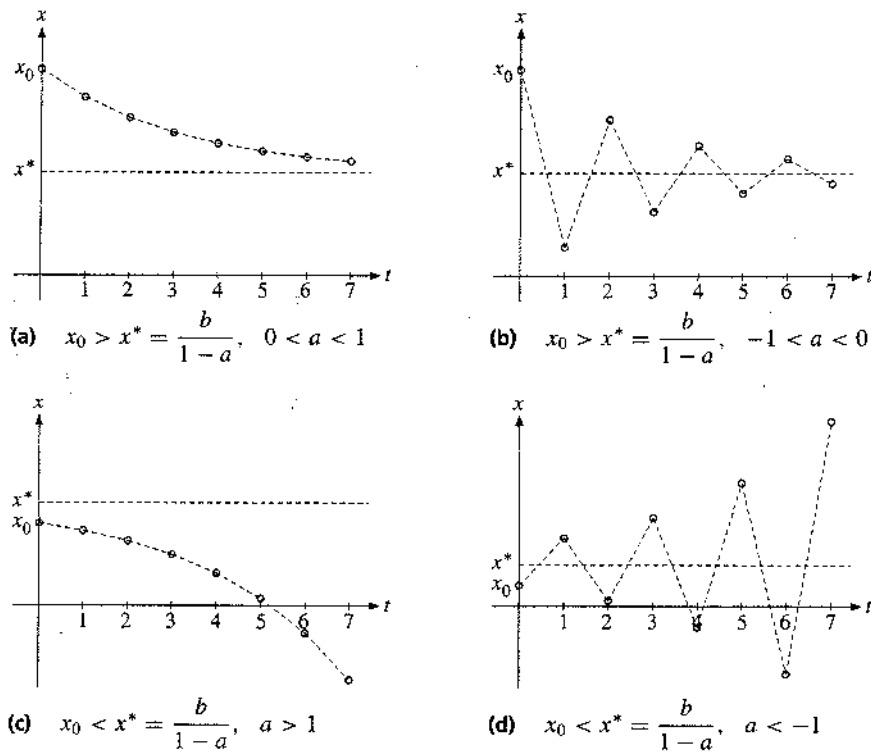 x
x₀
x*
1 2 3 4 5 6 7 t
(a) x₀ > x* = b/(1 − a), 0 < a < 1
x
x₀
x*
1 2 3 4 5 6 7 t
(b) x₀ > x* = b/(1 − a), −1 < a < 0
x
x*
x₀
1 2 3 4 5 6 7 t
(c) x₀ < x* = b/(1 − a), a > 1
x
x*
x₀
1 2 3 4 5 6 7 t
(d) x₀ < x* = b/(1 − a), a < −1